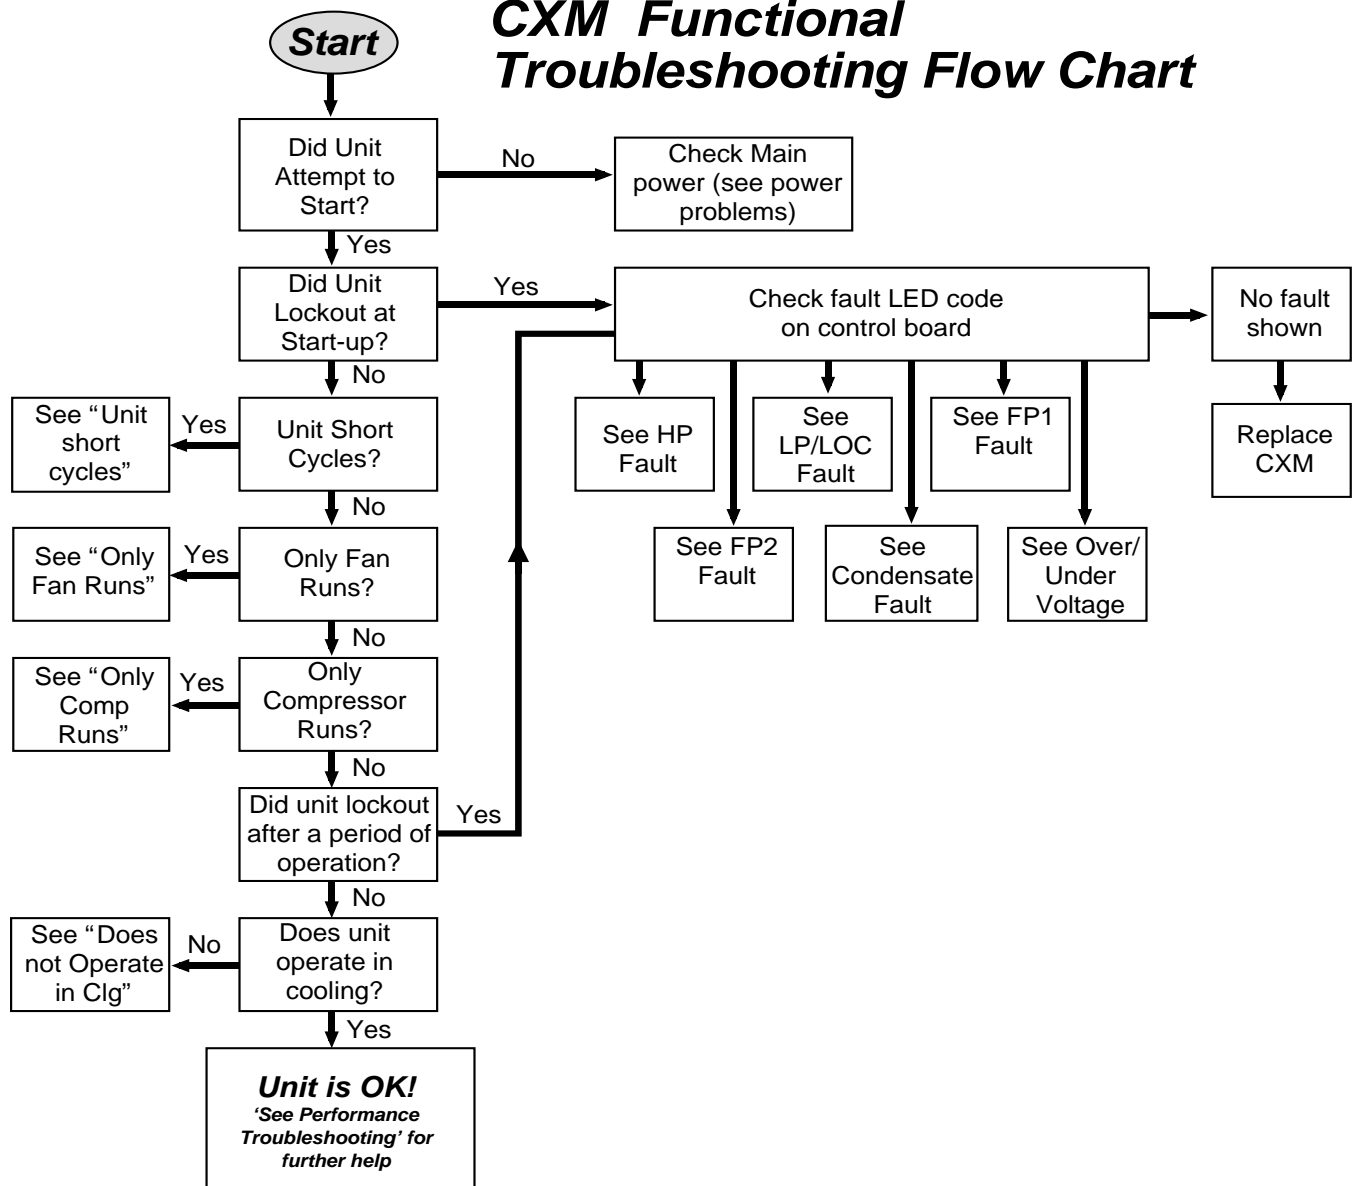 CXM Functional
Troubleshooting Flow Chart
Start
Did Unit
Attempt to
Start?
No
Check Main
power (see power
problems)
Yes
Did Unit
Lockout at
Start-up?
Yes
Check fault LED code
on control board
No fault
shown
Replace
CXM
See HP
Fault
See
LP/LOC
Fault
See FP1
Fault
See FP2
Fault
See
Condensate
Fault
See Over/
Under
Voltage
No
Unit Short
Cycles?
Yes
See “Unit
short
cycles”
No
Only Fan
Runs?
Yes
See “Only
Fan Runs”
No
Only
Compressor
Runs?
Yes
See “Only
Comp
Runs”
No
Did unit lockout
after a period of
operation?
Yes
No
Does unit
operate in
cooling?
No
See “Does
not Operate
in Clg”
Yes
Unit is OK!
‘See Performance
Troubleshooting’ for
further help